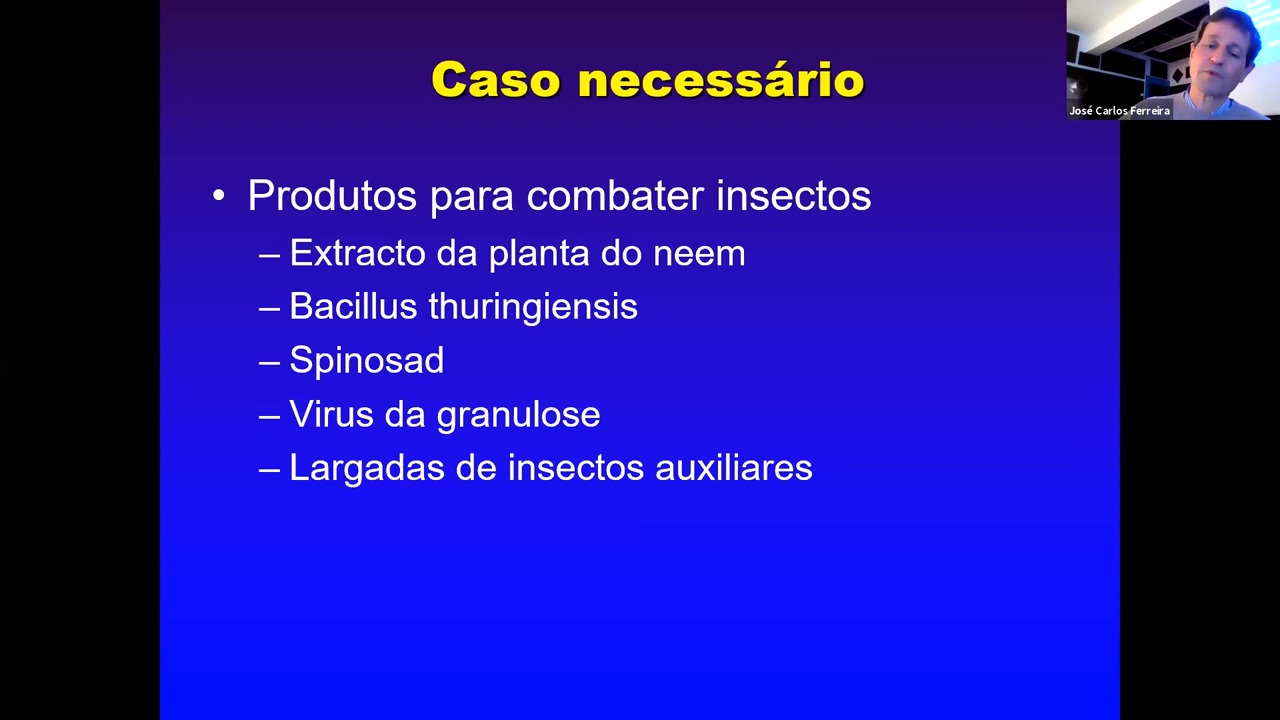 Caso necessário
José Carlos Ferreira
• Produtos para combater insectos
– Extracto da planta do neem
– Bacillus thuringiensis
– Spinosad
– Virus da granulose
– Largadas de insectos auxiliares